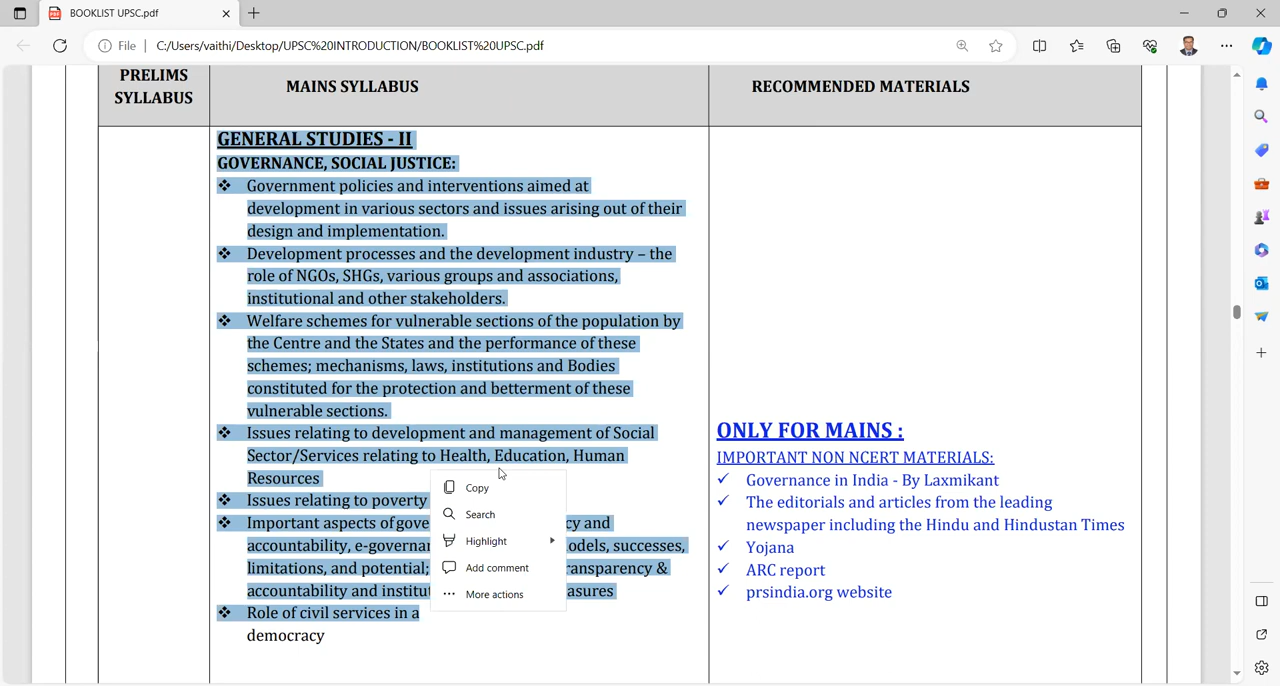 BOOKLIST UPSC.pdf
File
C:/Users/vaithi/Desktop/UPSC%20INTRODUCTION/BOOKLIST%20UPSC.pdf
PRELIMS
SYLLABUS
MAINS SYLLABUS
RECOMMENDED MATERIALS
GENERAL STUDIES - II
GOVERNANCE, SOCIAL JUSTICE:
❖ Government policies and interventions aimed at
development in various sectors and issues arising out of their
design and implementation.
❖ Development processes and the development industry – the
role of NGOs, SHGs, various groups and associations,
institutional and other stakeholders.
❖ Welfare schemes for vulnerable sections of the population by
the Centre and the States and the performance of these
schemes; mechanisms, laws, institutions and Bodies
constituted for the protection and betterment of these
vulnerable sections.
❖ Issues relating to development and management of Social
Sector/Services relating to Health, Education, Human
Resources
❖ Issues relating to poverty
❖ Important aspects of gove cy and
accountability, e-governan odels, successes,
limitations, and potential; ransparency &
accountability and institut asures
❖ Role of civil services in a
democracy
Copy
Search
Highlight
Add comment
More actions
ONLY FOR MAINS :
IMPORTANT NON NCERT MATERIALS:
✓ Governance in India - By Laxmikant
✓ The editorials and articles from the leading
newspaper including the Hindu and Hindustan Times
✓ Yojana
✓ ARC report
✓ prsindia.org website